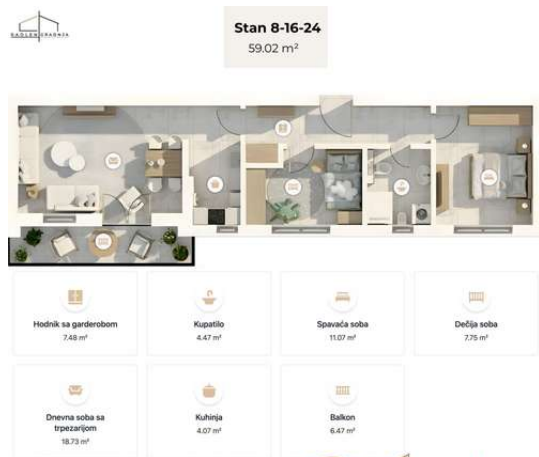 GRADNJA
Stan 8-16-24
59.02 m²
Hodnik sa garderobom
7.48 m²
Kupatilo
4.47 m²
Spavaća soba
11.07 m²
Dečija soba
7.75 m²
Dnevna soba sa
trpezarijom
18.73 m²
Kuhinja
4.07 m²
Balkon
6.47 m²